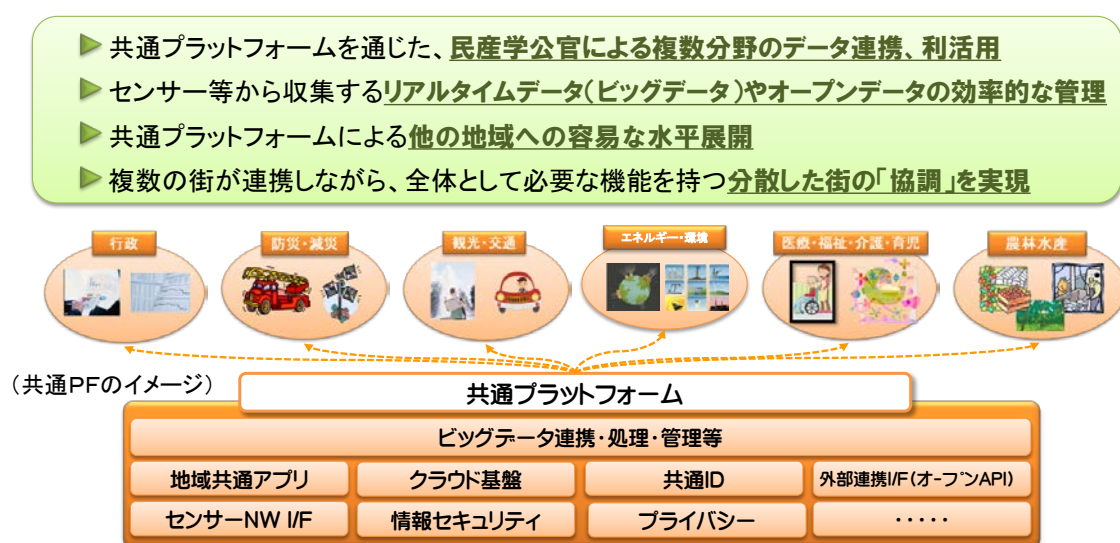 共通プラットフォームを通じた、民産学公官による複数分野のデータ連携、利活用
センサー等から収集するリアルタイムデータ(ビッグデータ)やオープンデータの効率的な管理
共通プラットフォームによる他の地域への容易な水平展開
複数の街が連携しながら、全体として必要な機能を持つ分散した街の「協調」を実現
行政
防災・減災
観光・交通
エネルギー・環境
医療・福祉・介護・育児
農林水産
(共通PFのイメージ)
共通プラットフォーム
ビッグデータ連携・処理・管理等
地域共通アプリ
クラウド基盤
共通ID
外部連携I/F(オープンAPI)
センサーNW I/F
情報セキュリティ
プライバシー
・・・・・